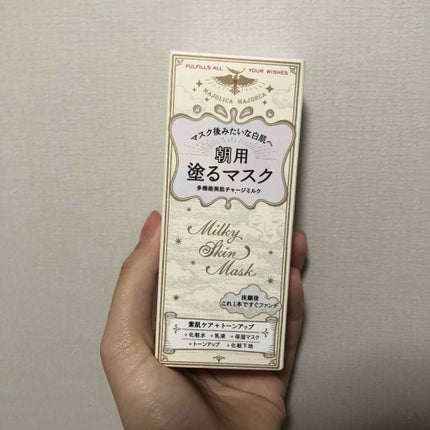 FULFILLS ALL YOUR WISHES
MAJOLICA MAJORCA
マスク後みたいな白肌へ
朝用
塗るマスク
多機能美肌チャージミルク
Milky
Skin
Mask
洗顔後
これ1本ですぐファンデ
素肌ケア+トーンアップ
+化粧水 +乳液 +保湿マスク
+トーンアップ +化粧下地